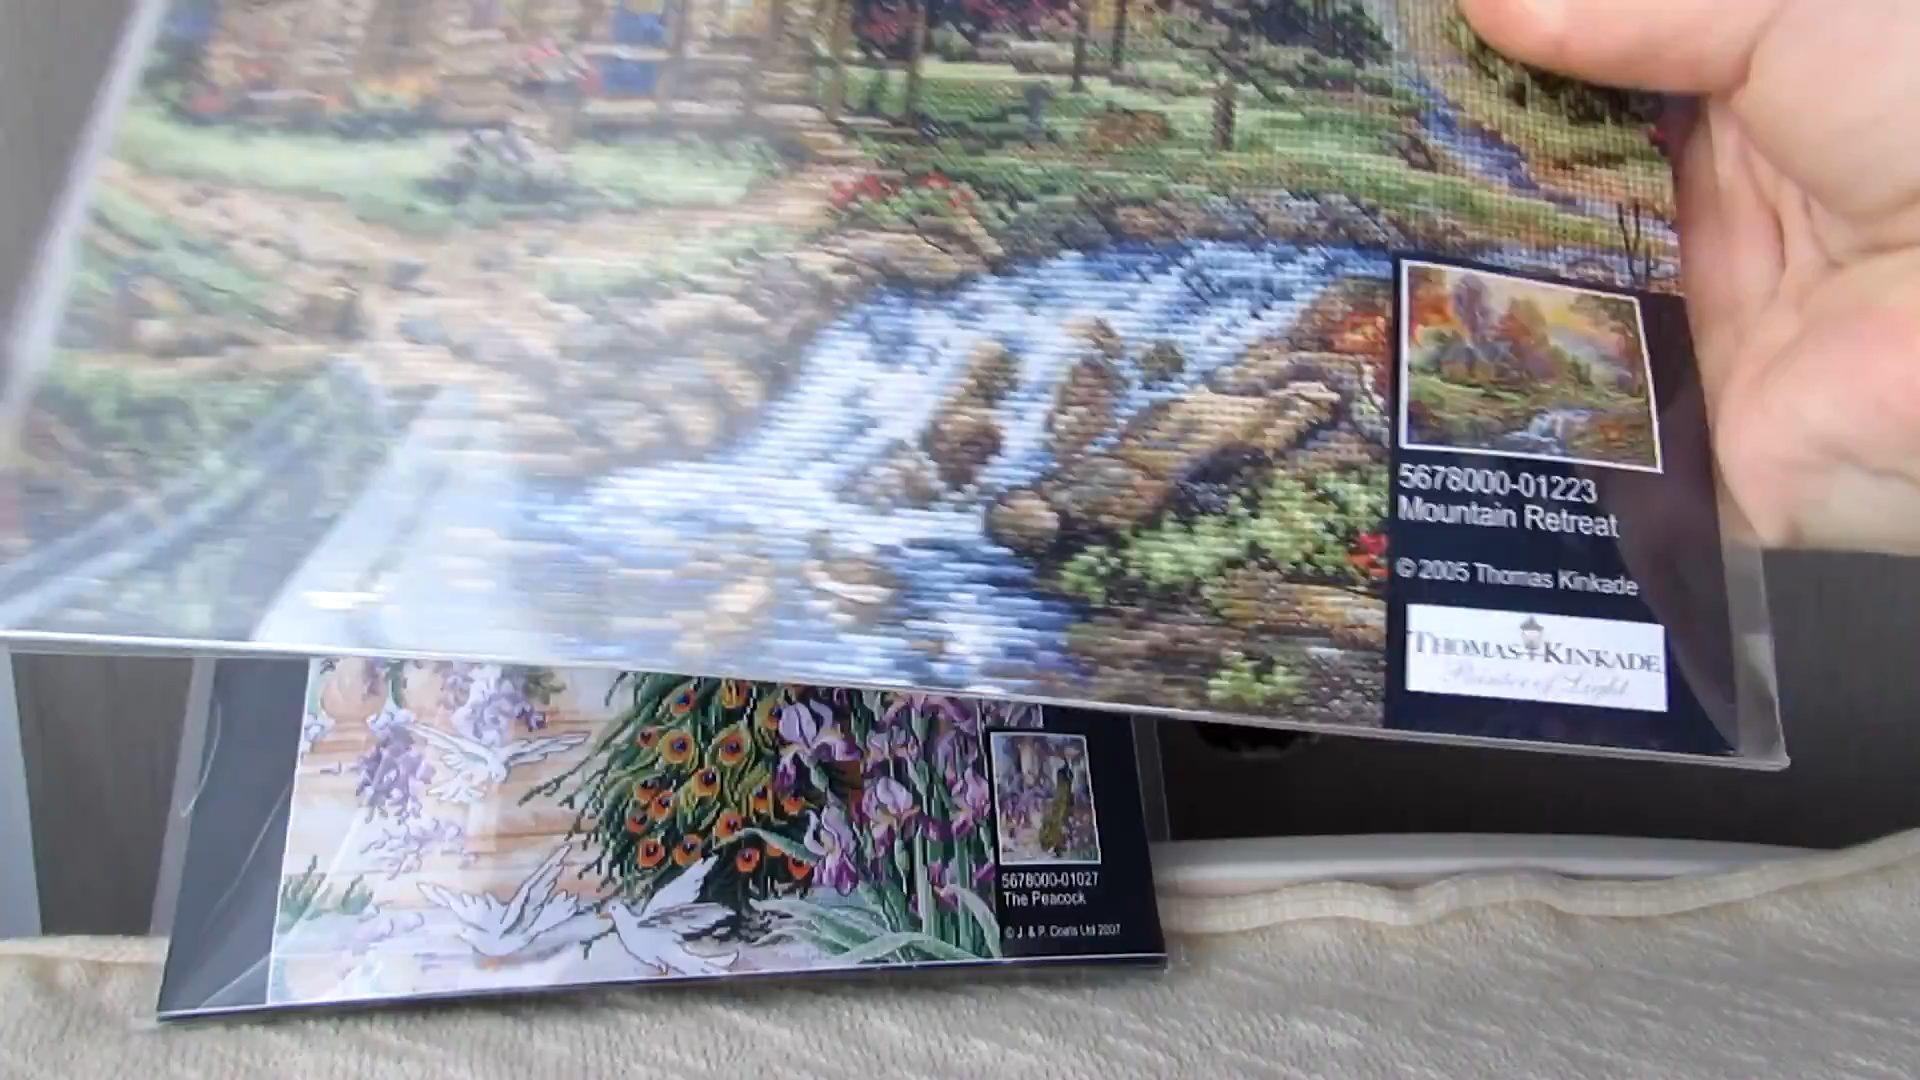 5678000-01223
Mountain Retreat
© 2005 Thomas Kinkade
THOMAS KINKADE
Painter of Light
5678000-01027
The Peacock
© J. & P. Coats Ltd 2007